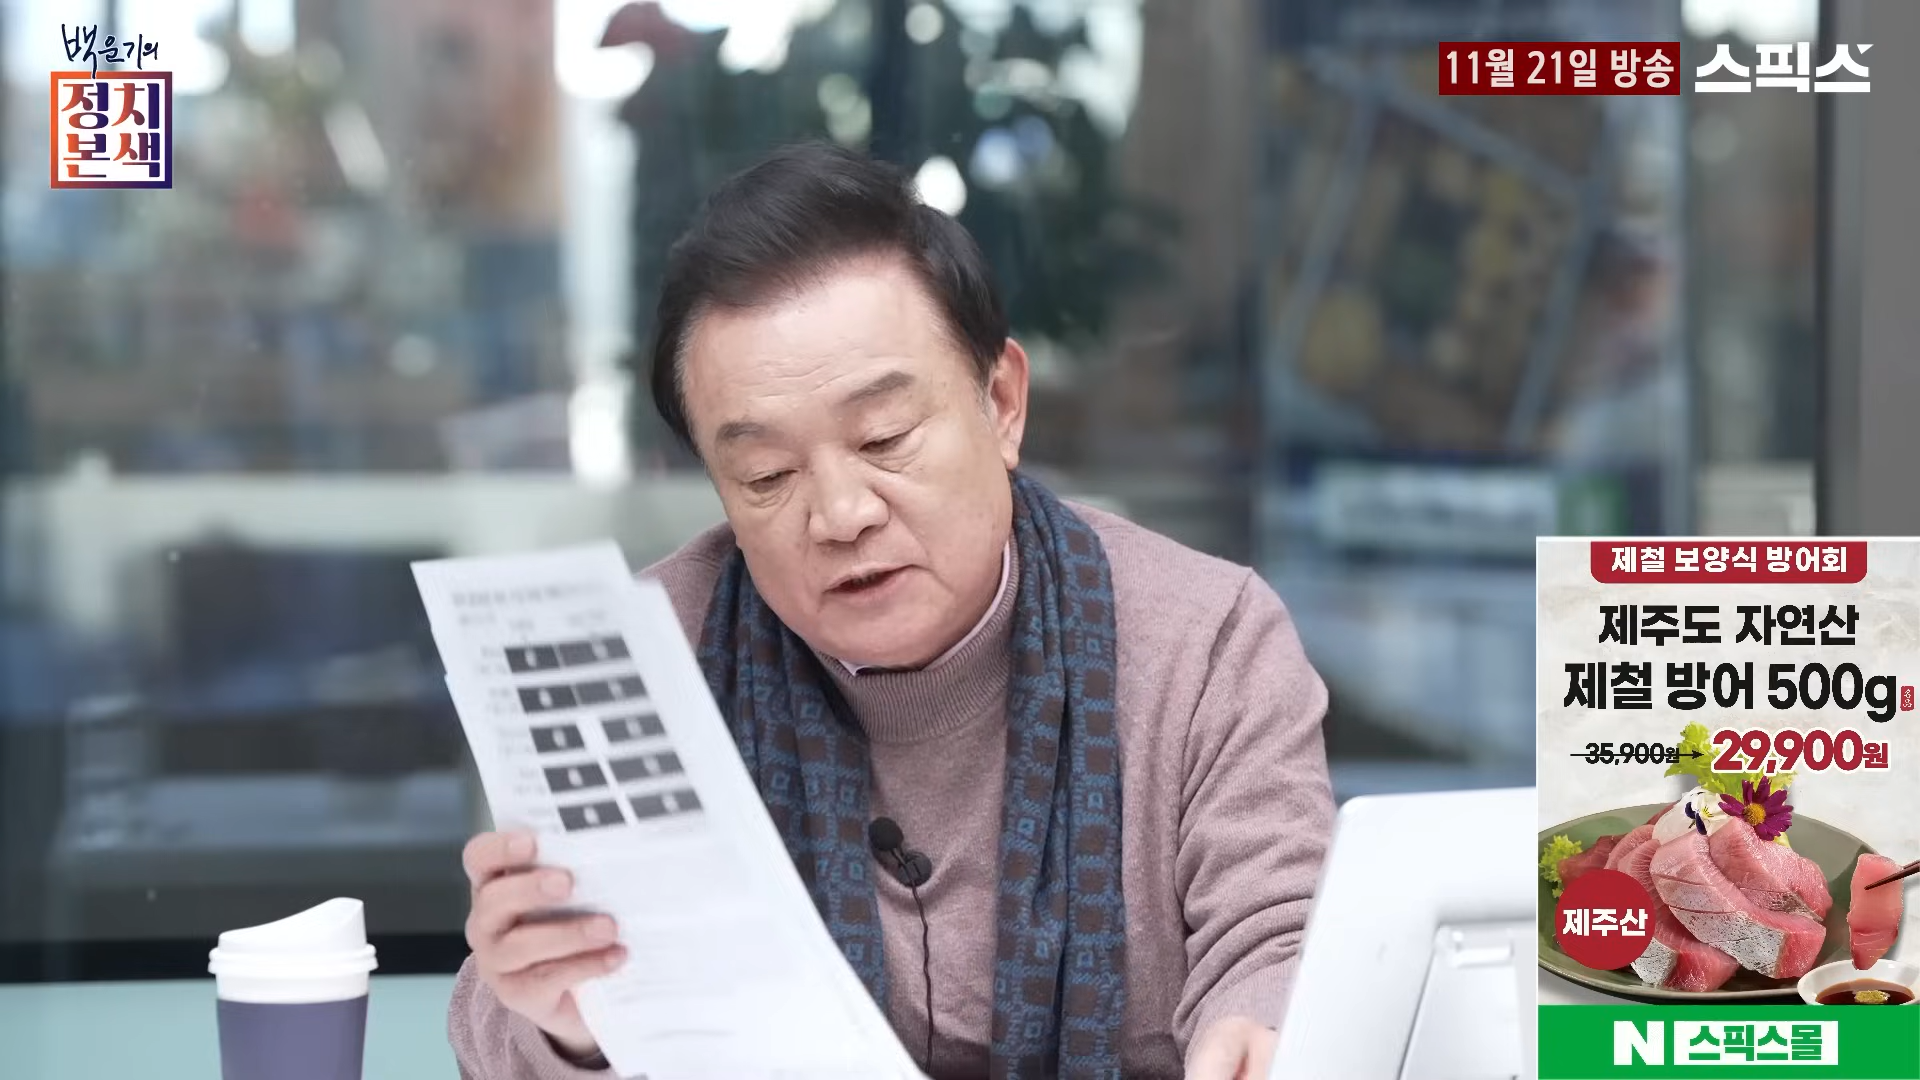 백운기의
정치
본색
11월 21일 방송 스픽스
제철 보양식 방어회
제주도 자연산
제철 방어 500g
35,900원 → 29,900원
제주산
N 스픽스몰